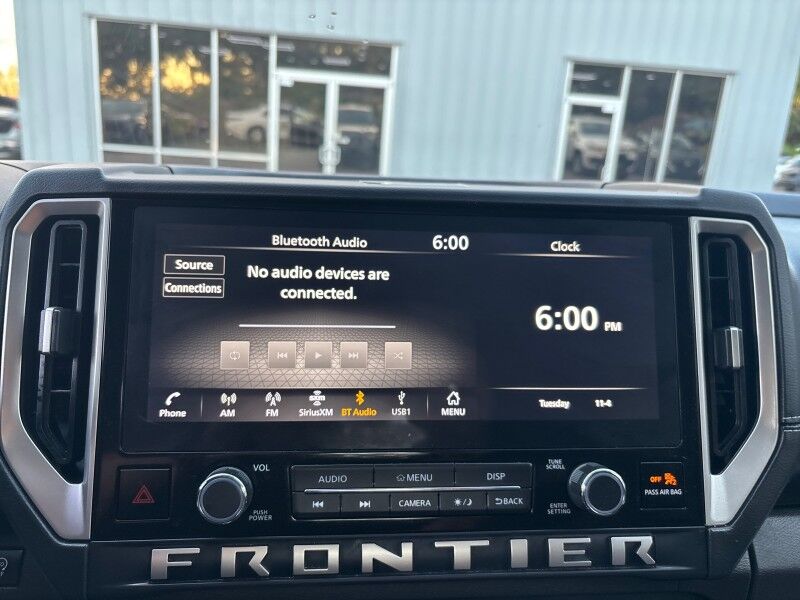 Bluetooth Audio 6:00 Clock
Source
Connections
No audio devices are
connected.
6:00 PM
Phone AM FM SiriusXM BT Audio USB1 MENU
Tuesday 11-4
VOL
PUSH
POWER
AUDIO MENU DISP
CAMERA BACK
TUNE
SCROLL
ENTER
SETTING
OFF
PASS AIR BAG
FRONTIER